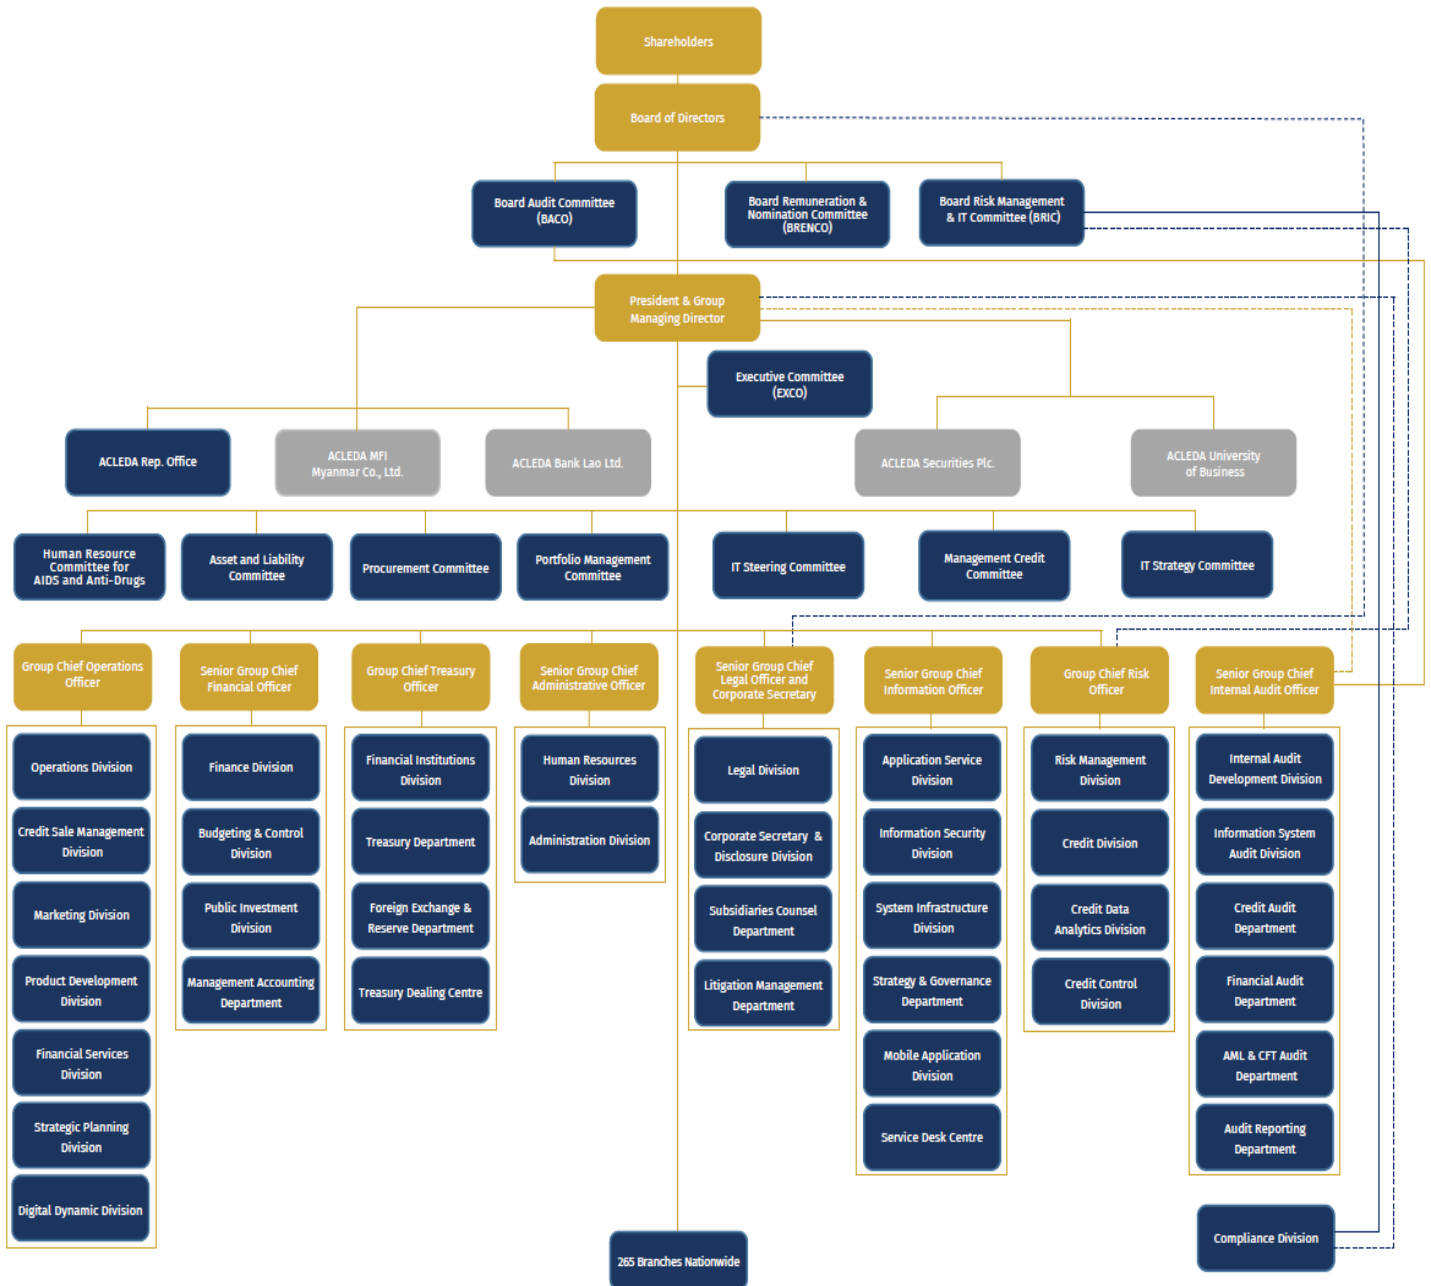 Shareholders
Board of Directors
Board Audit Committee
(BACO)
Board Remuneration &
Nomination Committee
(BRENCO)
Board Risk Management
& IT Committee (BRIC)
President & Group
Managing Director
Executive Committee
(EXCO)
ACLEDA Rep. Office
ACLEDA MFI
Myanmar Co., Ltd.
ACLEDA Bank Lao Ltd.
ACLEDA Securities Plc.
ACLEDA University
of Business
Human Resource
Committee for
AIDS and Anti-Drugs
Asset and Liability
Committee
Procurement Committee
Portfolio Management
Committee
IT Steering Committee
Management Credit
Committee
IT Strategy Committee
Group Chief Operations
Officer
Operations Division
Credit Sale Management
Division
Marketing Division
Product Development
Division
Financial Services
Division
Strategic Planning
Division
Digital Dynamic Division
Senior Group Chief
Financial Officer
Finance Division
Budgeting & Control
Division
Public Investment
Division
Management Accounting
Department
Group Chief Treasury
Officer
Financial Institutions
Division
Treasury Department
Foreign Exchange &
Reserve Department
Treasury Dealing Centre
Senior Group Chief
Administrative Officer
Human Resources
Division
Administration Division
Senior Group Chief
Legal Officer and
Corporate Secretary
Legal Division
Corporate Secretary &
Disclosure Division
Subsidiaries Counsel
Department
Litigation Management
Department
Senior Group Chief
Information Officer
Application Service
Division
Information Security
Division
System Infrastructure
Division
Strategy & Governance
Department
Mobile Application
Division
Service Desk Centre
Group Chief Risk
Officer
Risk Management
Division
Credit Division
Credit Data
Analytics Division
Credit Control
Division
Senior Group Chief
Internal Audit Officer
Internal Audit
Development Division
Information System
Audit Division
Credit Audit
Department
Financial Audit
Department
AML & CFT Audit
Department
Audit Reporting
Department
Compliance Division
265 Branches Nationwide